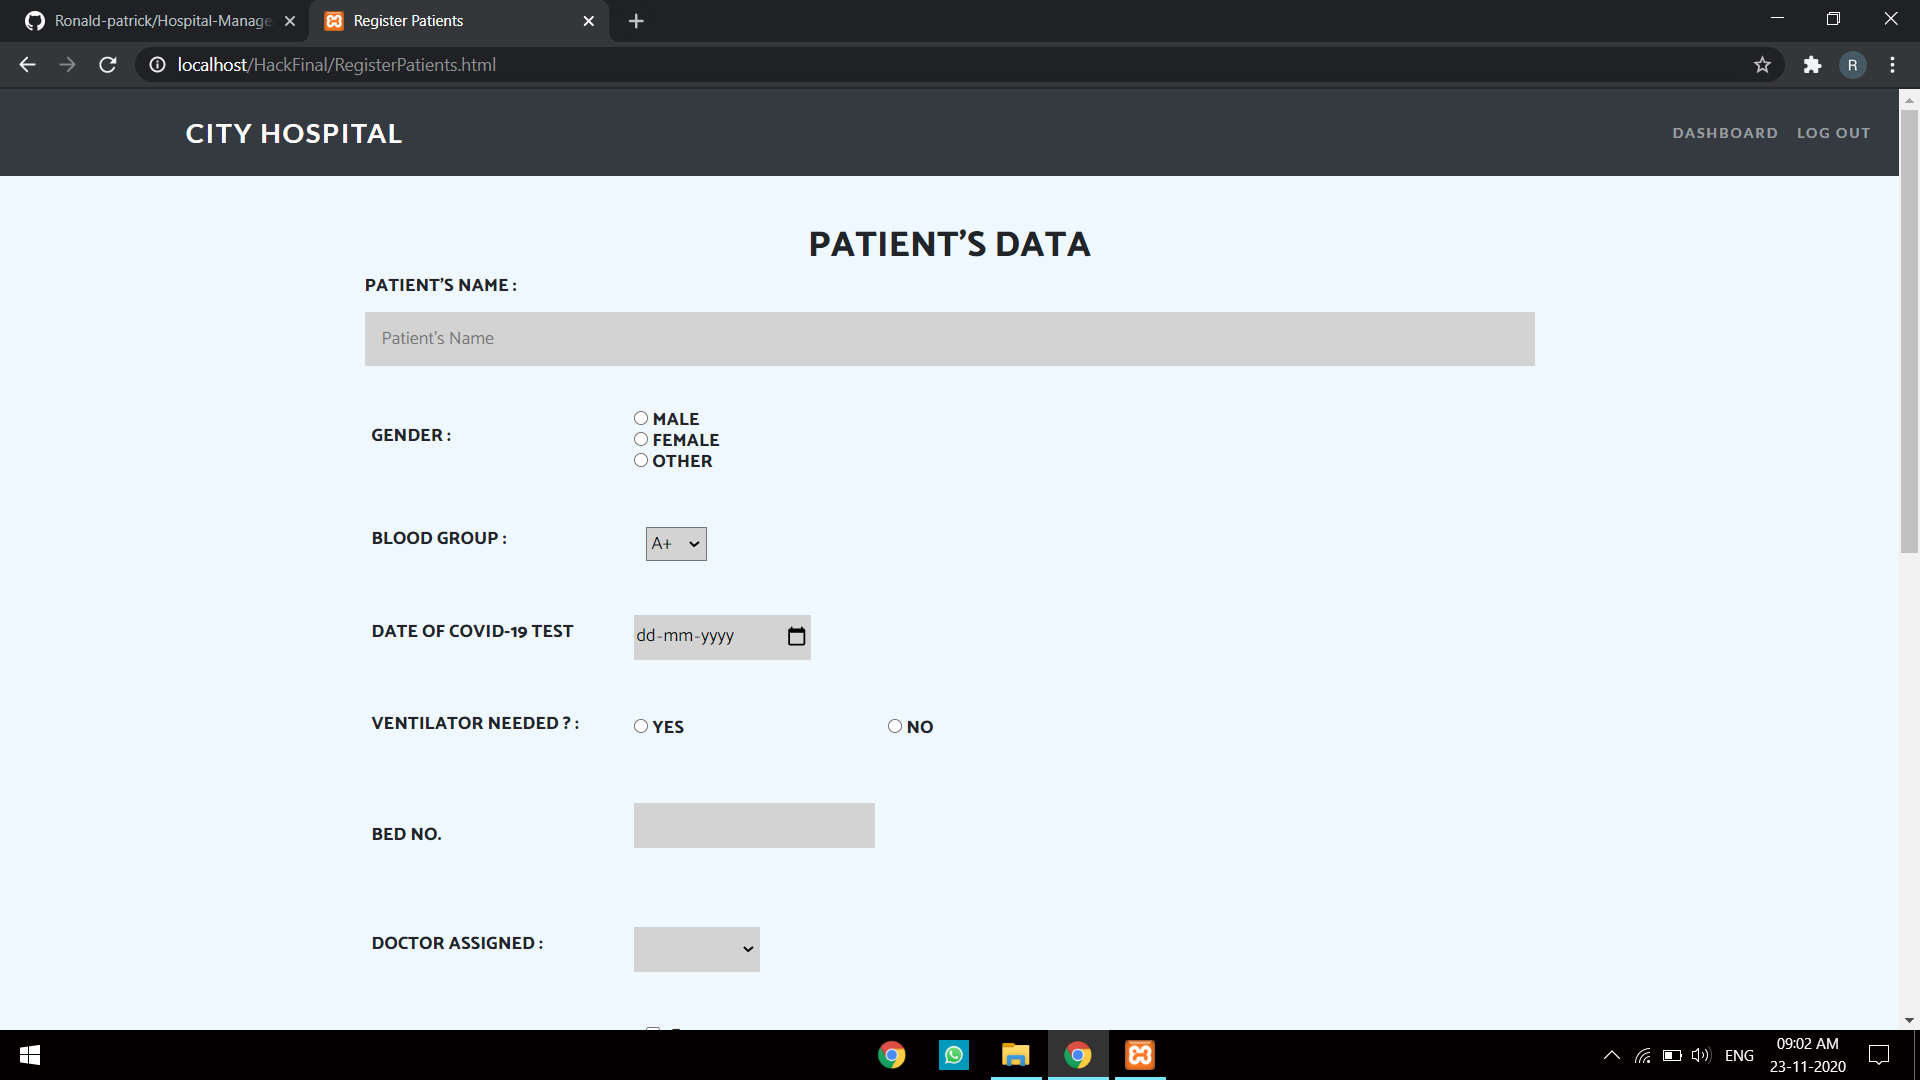 Ronald-patrick/Hospital-Manage
Register Patients
localhost/HackFinal/RegisterPatients.html
R
CITY HOSPITAL
DASHBOARD
LOG OUT
PATIENT'S DATA
PATIENT'S NAME :
Patient's Name
GENDER :
MALE
FEMALE
OTHER
BLOOD GROUP :
A+
DATE OF COVID-19 TEST
dd-mm-yyyy
VENTILATOR NEEDED ? :
YES
NO
BED NO.
DOCTOR ASSIGNED :
ENG
09:02 AM
23-11-2020